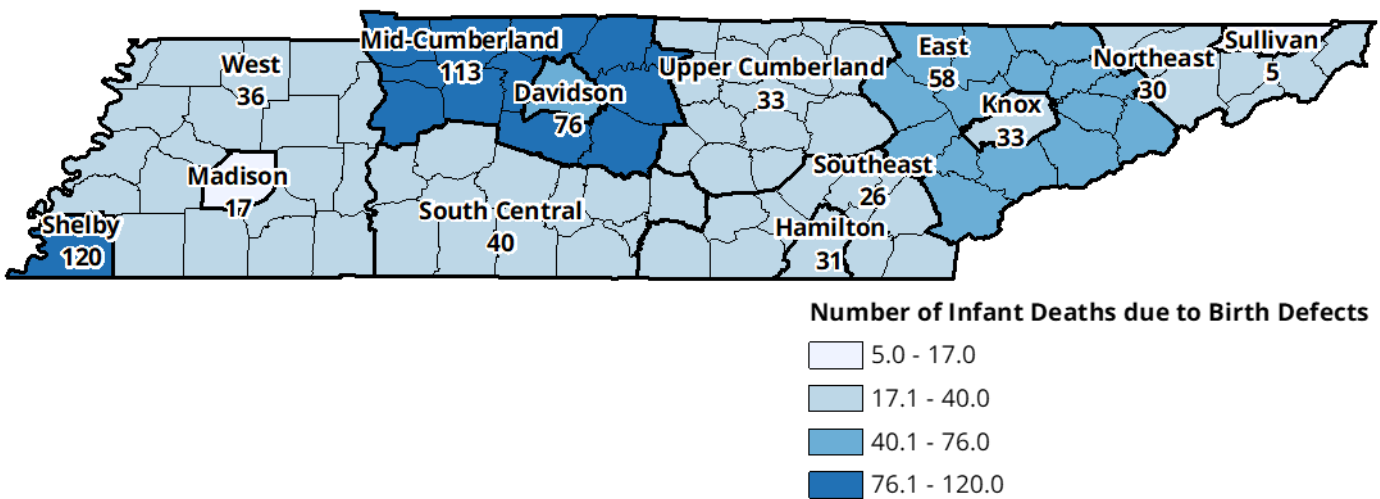 Mid-Cumberland
113
West
36
Davidson
76
Upper Cumberland
33
East
58
Northeast
30
Sullivan
5
Knox
33
Madison
17
Southeast
26
Shelby
120
South Central
40
Hamilton
31
Number of Infant Deaths due to Birth Defects
5.0 - 17.0
17.1 - 40.0
40.1 - 76.0
76.1 - 120.0